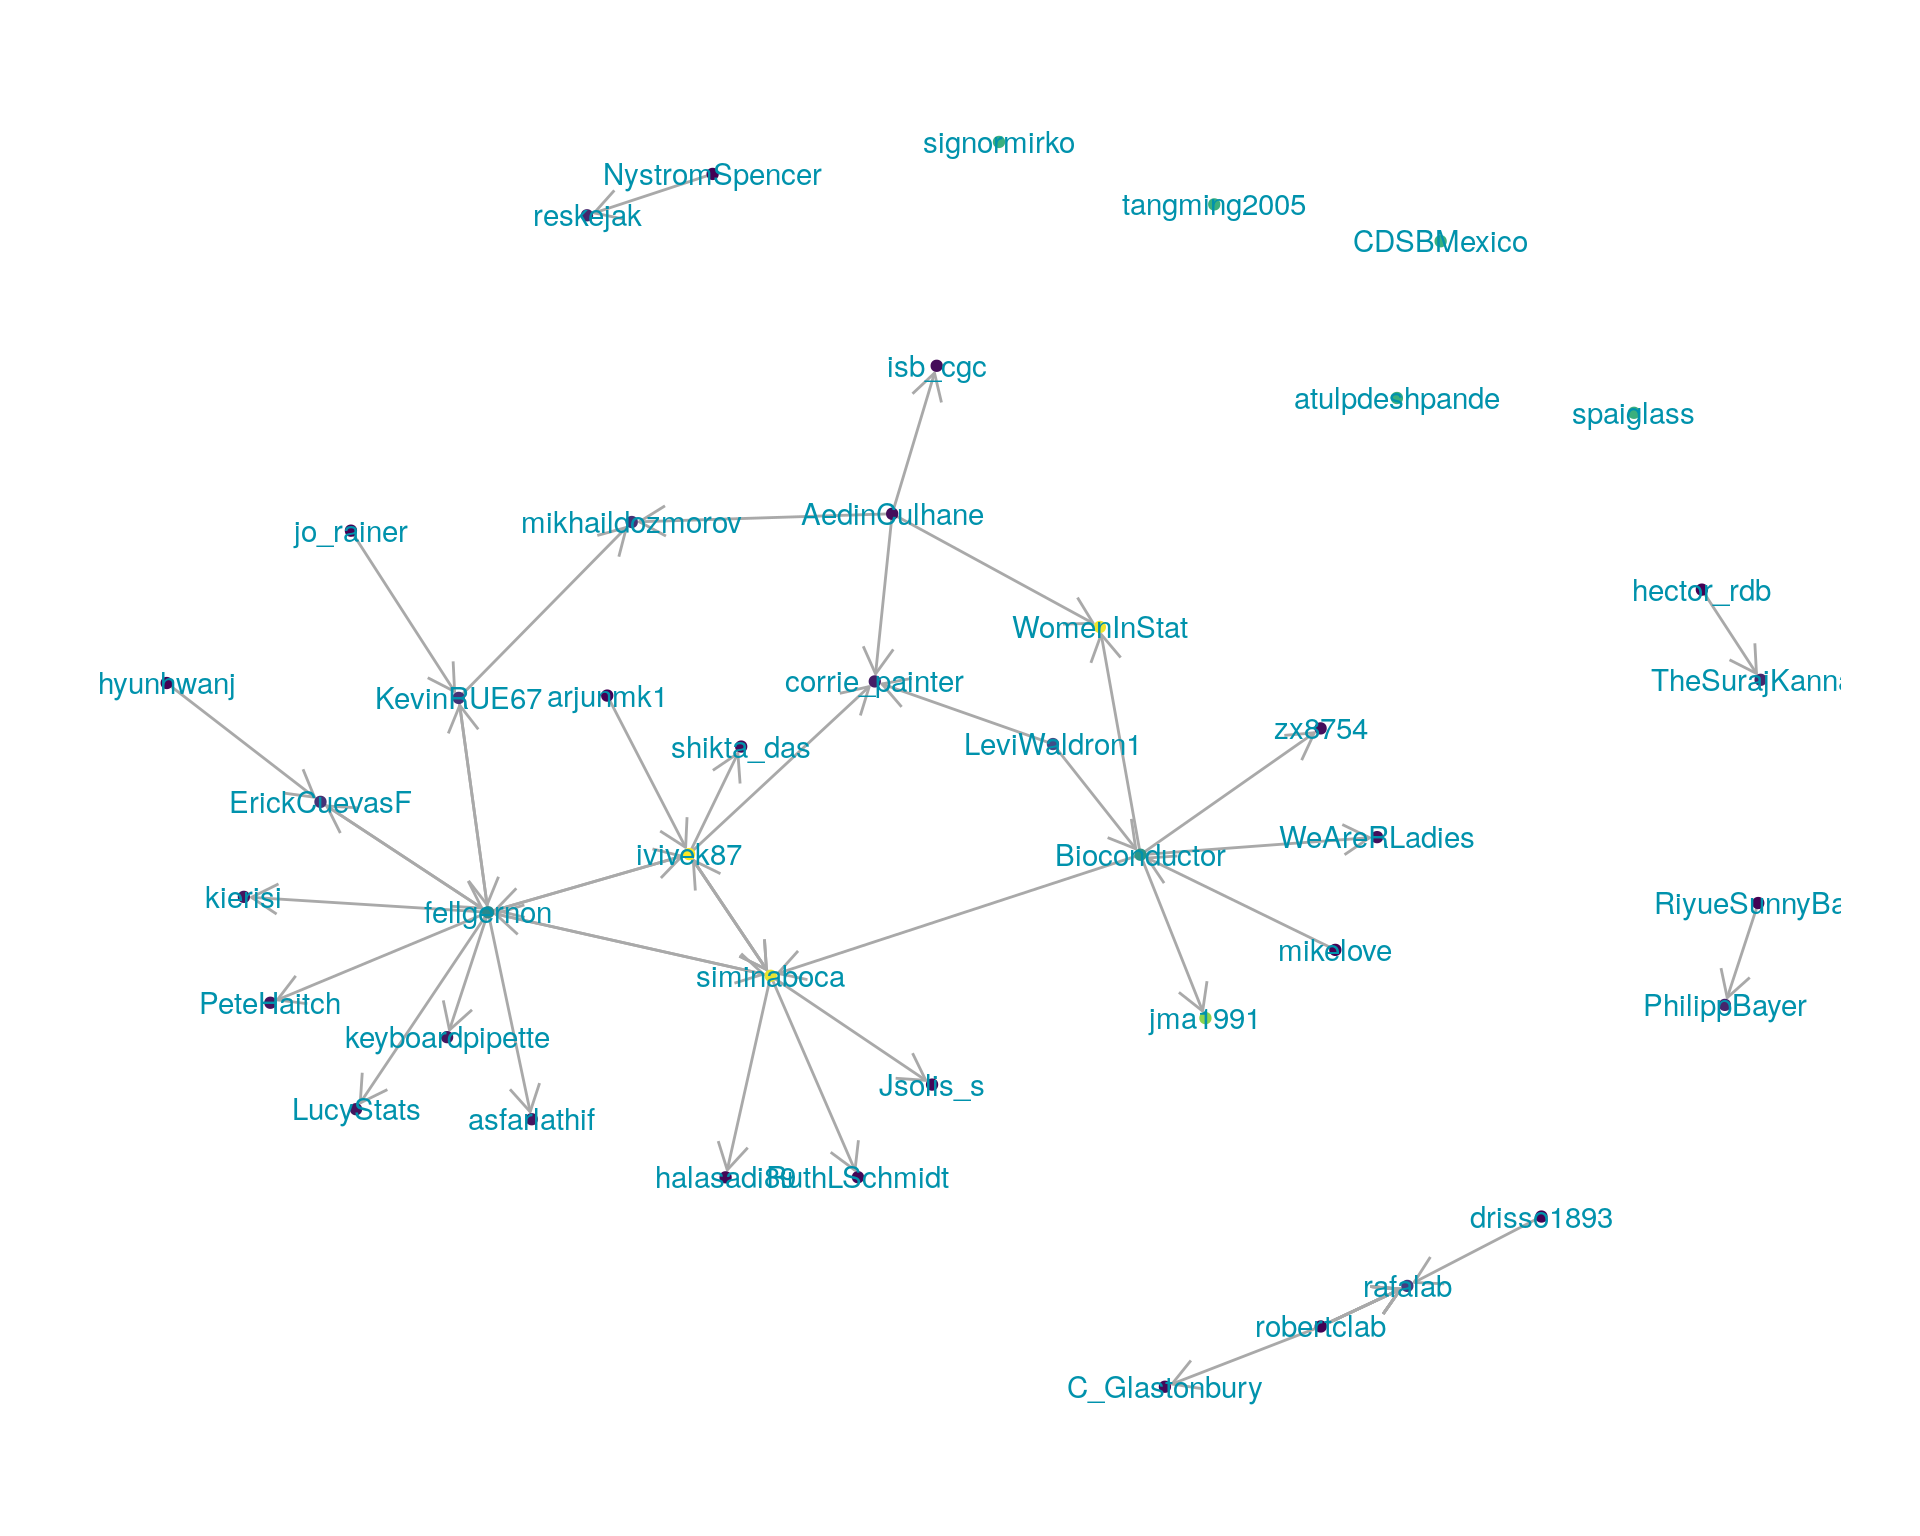 signormirko
NystromSpencer
tangming2005
reskejak
CDSBMexico
isb_cgc
atulpdeshpande
spaiglass
AedinCulhane
mikhaildozmorov
jo_rainer
hector_rdb
WomenInStat
hyunhwanj
corrie_painter
TheSurajKanna
KevinRUE67
arjunmk1
zx8754
LeviWaldron1
shikta_das
ErickCuevasF
WeAreRLadies
ivivek87
Bioconductor
kierisi
RiyueSunnyBa
fellgernon
mikelove
siminaboca
PeteHaitch
PhilippBayer
jma1991
keyboardpipette
Jsolis_s
LucyStats
asfarlathif
halasadi89
RuthLSchmidt
drisso1893
rafalab
robertclab
C_Glastonbury